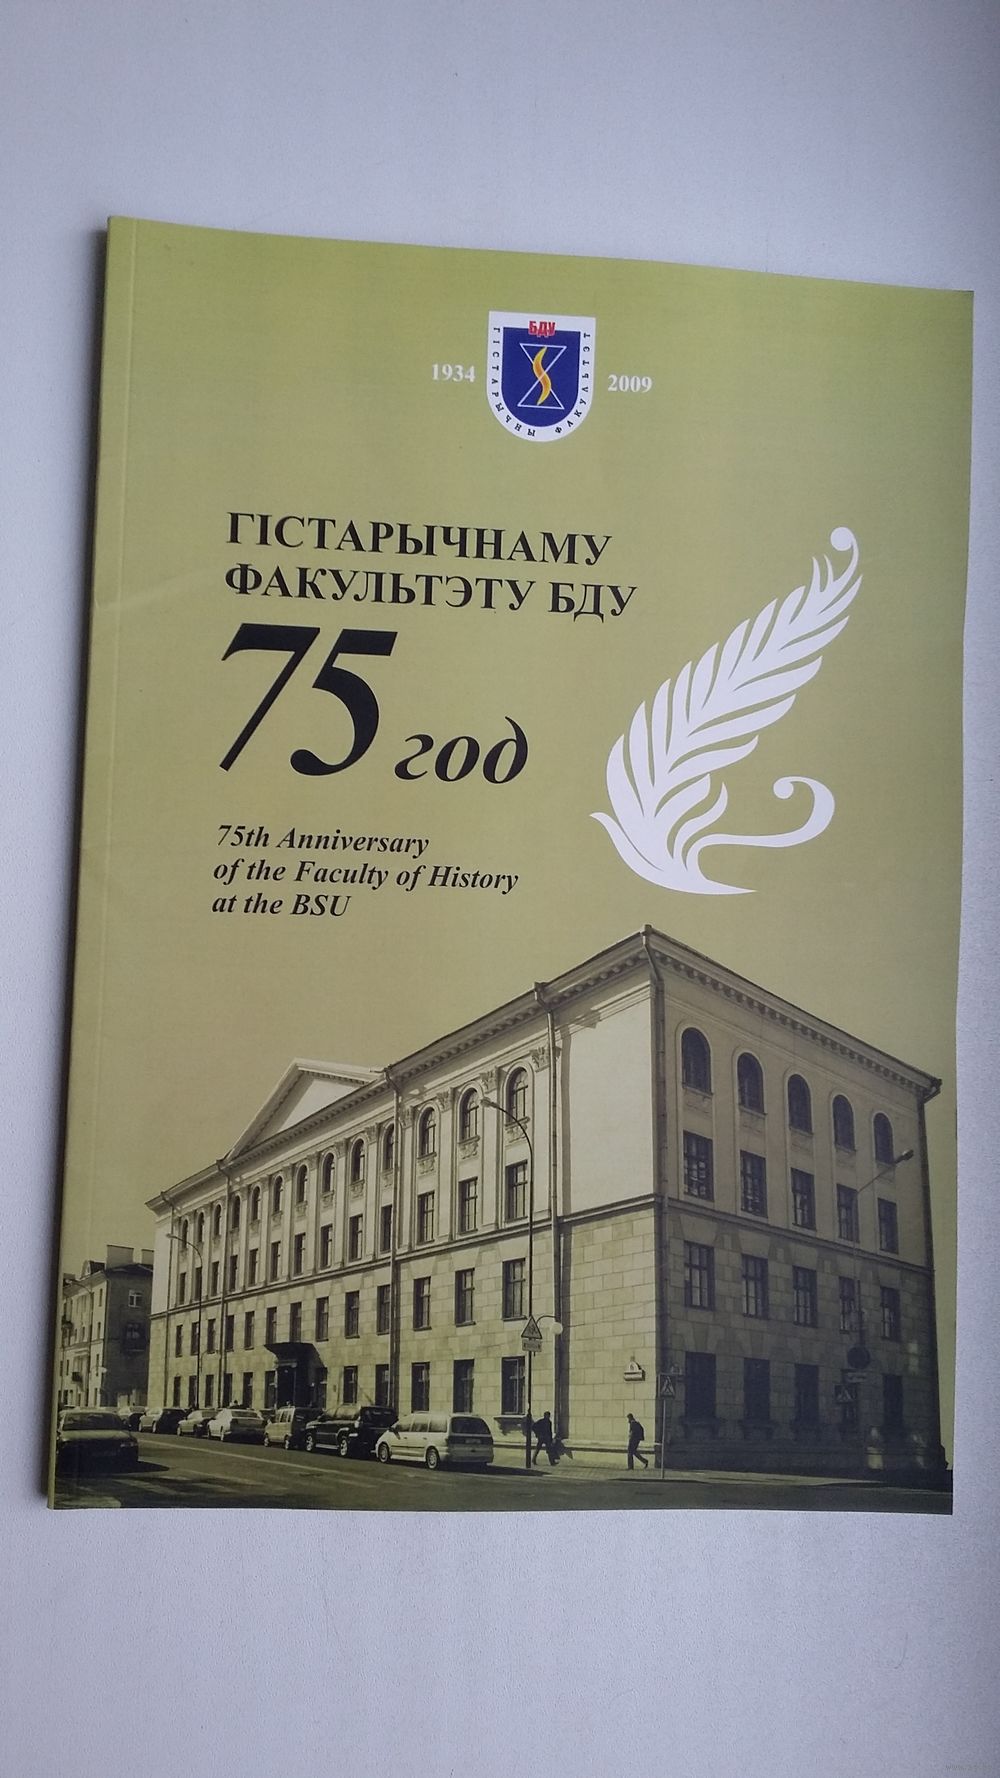 БДУ
ГІСТАРЫЧНЫ ФАКУЛЬТЭТ
1934
2009
ГІСТАРЫЧНАМУ
ФАКУЛЬТЭТУ БДУ
75 год
75th Anniversary
of the Faculty of History
at the BSU